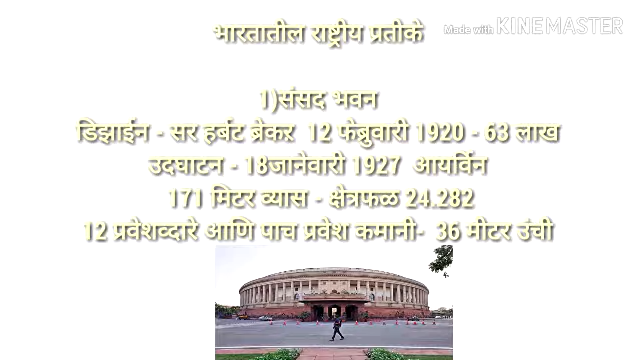 भारतातील राष्ट्रीय प्रतीके
Made with KINEMASTER
1)संसद भवन
डिझाईन - सर हर्बट ब्रेकर 12 फेब्रुवारी 1920 - 63 लाख
उदघाटन - 18जानेवारी 1927 आयर्विन
171 मिटर व्यास - क्षेत्रफळ 24.282
12 प्रवेशव्दारे आणि पाच प्रवेश कमानी- 36 मीटर उंची